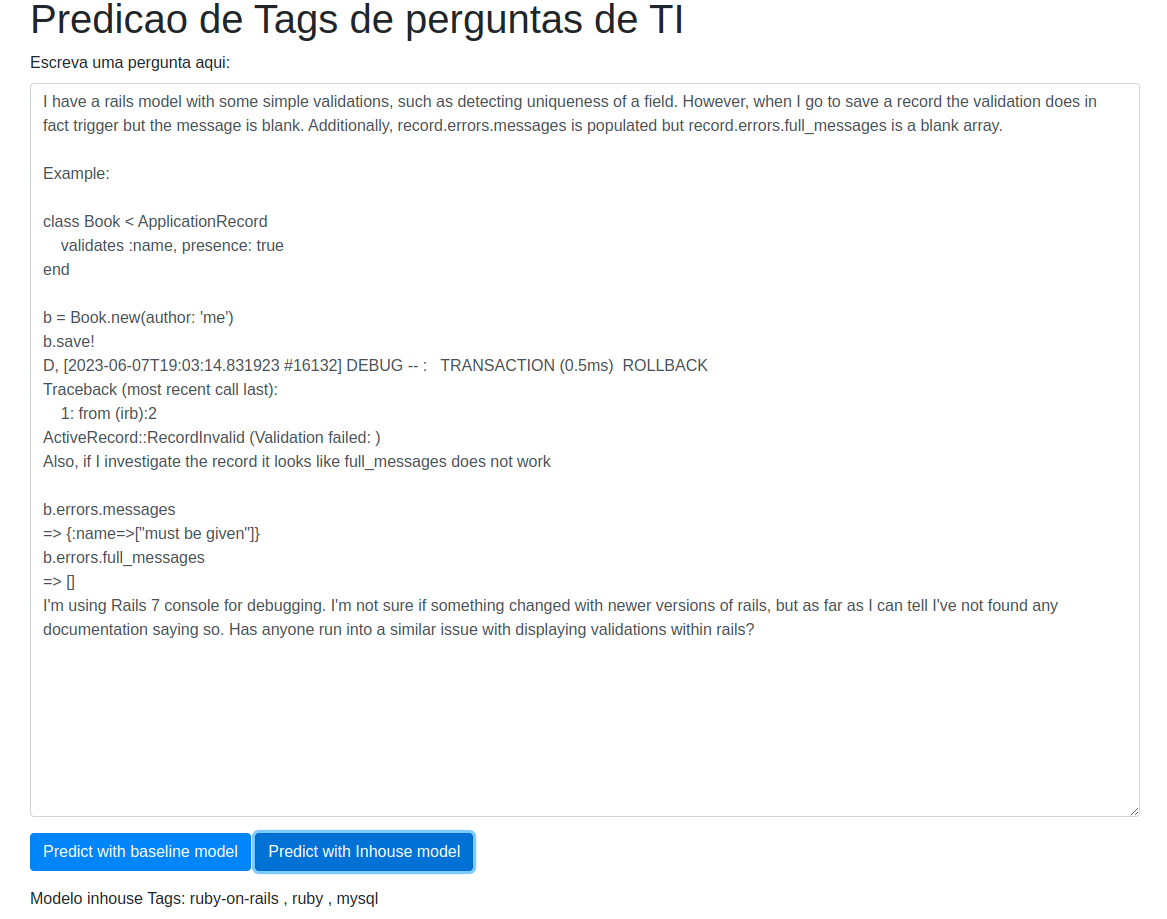 Predicao de Tags de perguntas de TI
Escreva uma pergunta aqui:
I have a rails model with some simple validations, such as detecting uniqueness of a field. However, when I go to save a record the validation does in
fact trigger but the message is blank. Additionally, record.errors.messages is populated but record.errors.full_messages is a blank array.
Example:
class Book < ApplicationRecord
    validates :name, presence: true
end
b = Book.new(author: 'me')
b.save!
D, [2023-06-07T19:03:14.831923 #16132] DEBUG -- :   TRANSACTION (0.5ms)  ROLLBACK
Traceback (most recent call last):
    1: from (irb):2
ActiveRecord::RecordInvalid (Validation failed: )
Also, if I investigate the record it looks like full_messages does not work
b.errors.messages
=> {:name=>["must be given"]}
b.errors.full_messages
=> []
I'm using Rails 7 console for debugging. I'm not sure if something changed with newer versions of rails, but as far as I can tell I've not found any
documentation saying so. Has anyone run into a similar issue with displaying validations within rails?
Predict with baseline model Predict with Inhouse model
Modelo inhouse Tags: ruby-on-rails , ruby , mysql